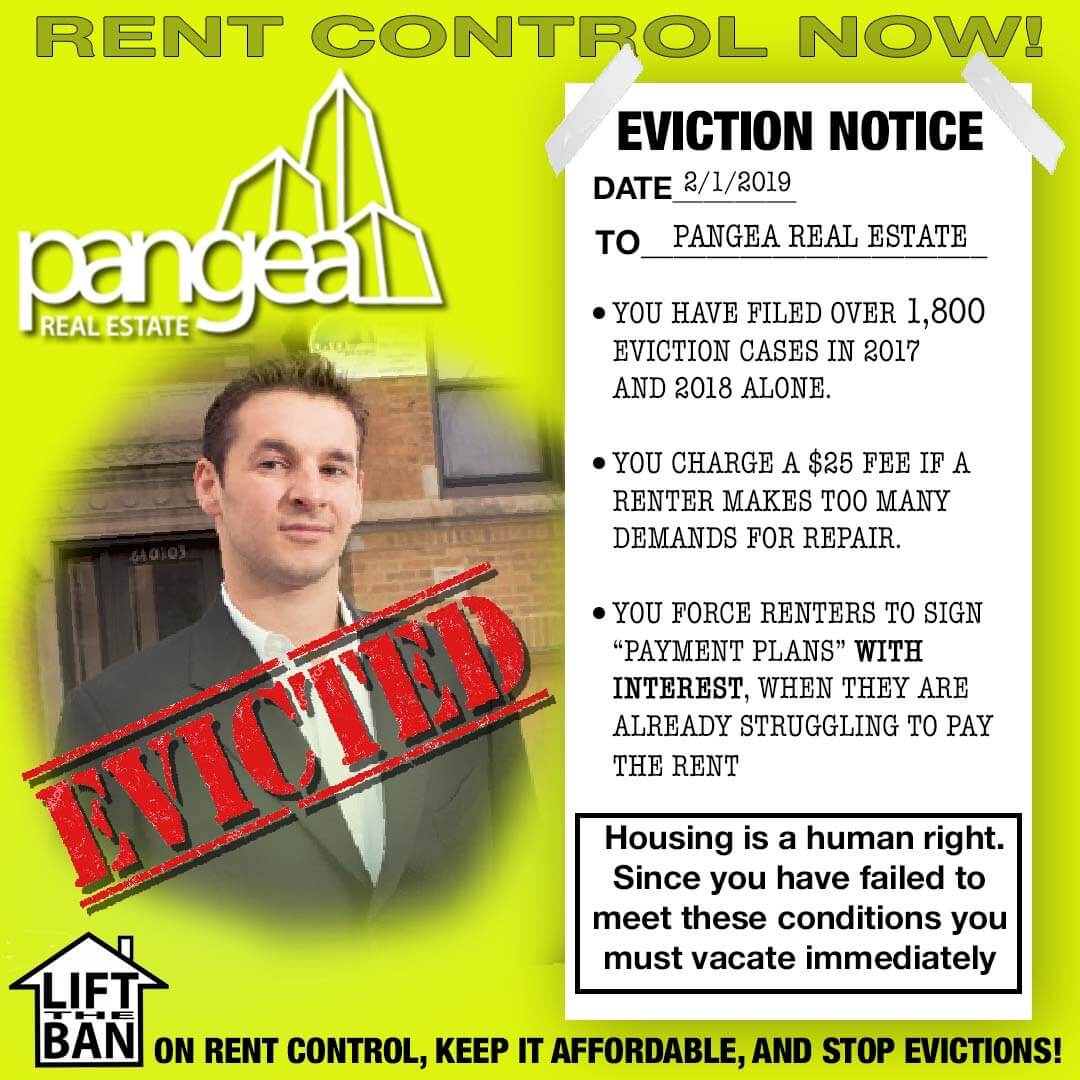 RENT CONTROL NOW!
pangea
REAL ESTATE
EVICTION NOTICE
DATE 2/1/2019
TO PANGEA REAL ESTATE
• YOU HAVE FILED OVER 1,800
EVICTION CASES IN 2017
AND 2018 ALONE.
• YOU CHARGE A $25 FEE IF A
RENTER MAKES TOO MANY
DEMANDS FOR REPAIR.
• YOU FORCE RENTERS TO SIGN
“PAYMENT PLANS” WITH
INTEREST, WHEN THEY ARE
ALREADY STRUGGLING TO PAY
THE RENT
Housing is a human right.
Since you have failed to
meet these conditions you
must vacate immediately
EVICTED
LIFT
THE
BAN
ON RENT CONTROL, KEEP IT AFFORDABLE, AND STOP EVICTIONS!